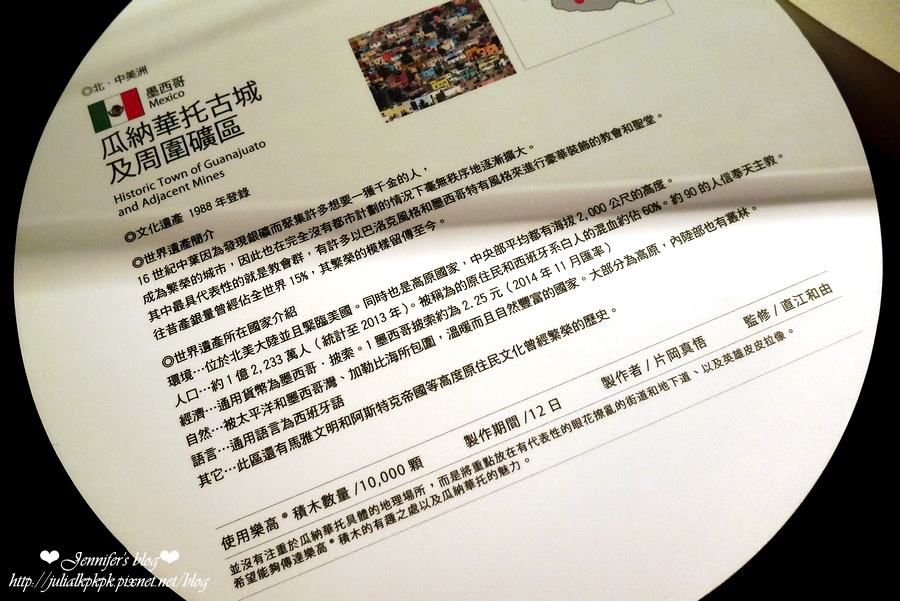 ◎北．中美洲
墨西哥
Mexico
瓜納華托古城
及周圍礦區
Historic Town of Guanajuato
and Adjacent Mines
◎文化遺產 1988 年登錄
◎世界遺產簡介
16 世紀中葉因為發現銀礦而聚集許多想要一獲千金的人，
成為繁榮的城市，因此也在完全沒有都市計劃的情況下毫無秩序地逐漸擴大。
其中最具代表性的就是教會群，有許多以巴洛克風格和墨西哥特有風格來進行豪華裝飾的教會和聖堂。
往昔產銀量曾經佔全世界 15%，其繁榮的模樣留傳至今。
◎世界遺產所在國家介紹
環境…位於北美大陸並且緊臨美國。同時也是高原國家，中央部平均都有海拔 2,000 公尺的高度。
人口…約 1 億 2,233 萬人（統計至 2013 年）。被稱為的原住民和西班牙系白人的混血約佔 60%。約 90 的人信奉天主教。
經濟…通用貨幣為墨西哥．披索。1 墨西哥披索約為 2.25 元（2014 年 11 月匯率）
自然…被太平洋和墨西哥灣、加勒比海所包圍，溫暖而且自然豐富的國家。大部分為高原，內陸部也有叢林。
語言…通用語言為西班牙語
其它…此區還有馬雅文明和阿斯特克帝國等高度原住民文化曾經繁榮的歷史。
使用樂高®積木數量 /10,000 顆　製作期間 /12 日　製作者 / 片岡真悟　監修 / 直江和由
並沒有注重於瓜納華托具體的地理場所，而是將重點放在有代表性的眼花撩亂的街道和地下道、以及英雄皮皮拉像。
希望能夠傳達樂高®積木的有趣之處以及瓜納華托的魅力。
Jennifer's blog
http://julialkpkpk.pixnet.net/blog